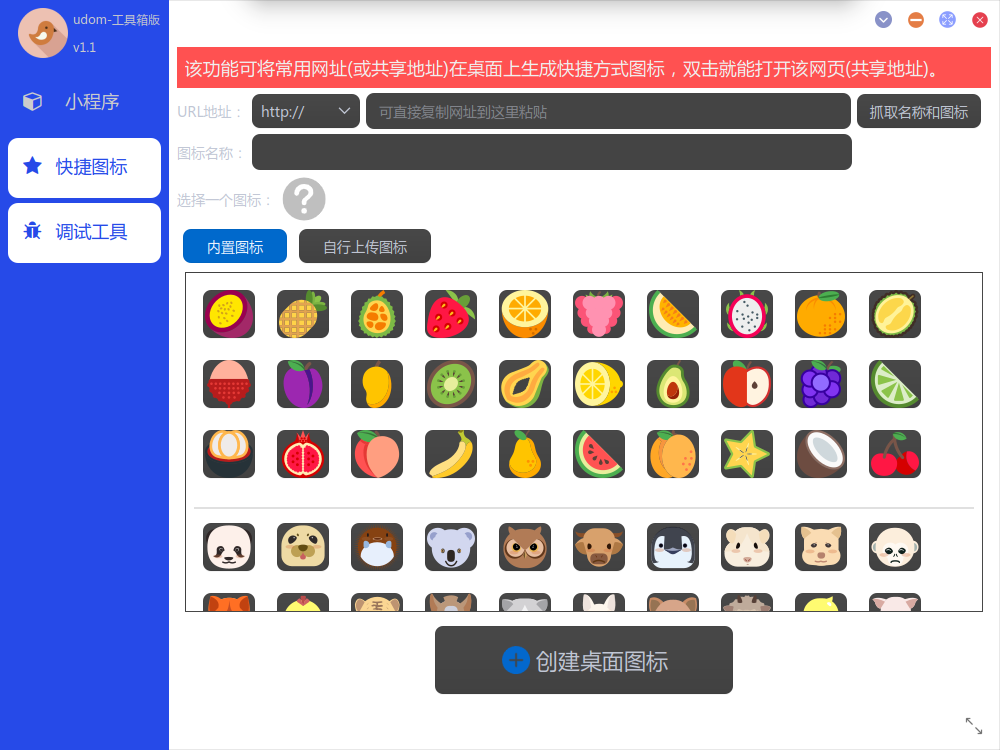 udom-工具箱版
v1.1
小程序
快捷图标
调试工具
该功能可将常用网址(或共享地址)在桌面上生成快捷方式图标，双击就能打开该网页(共享地址)。
URL地址： http:// 可直接复制网址到这里粘贴 抓取名称和图标
图标名称：
选择一个图标： ?
内置图标 自行上传图标
创建桌面图标